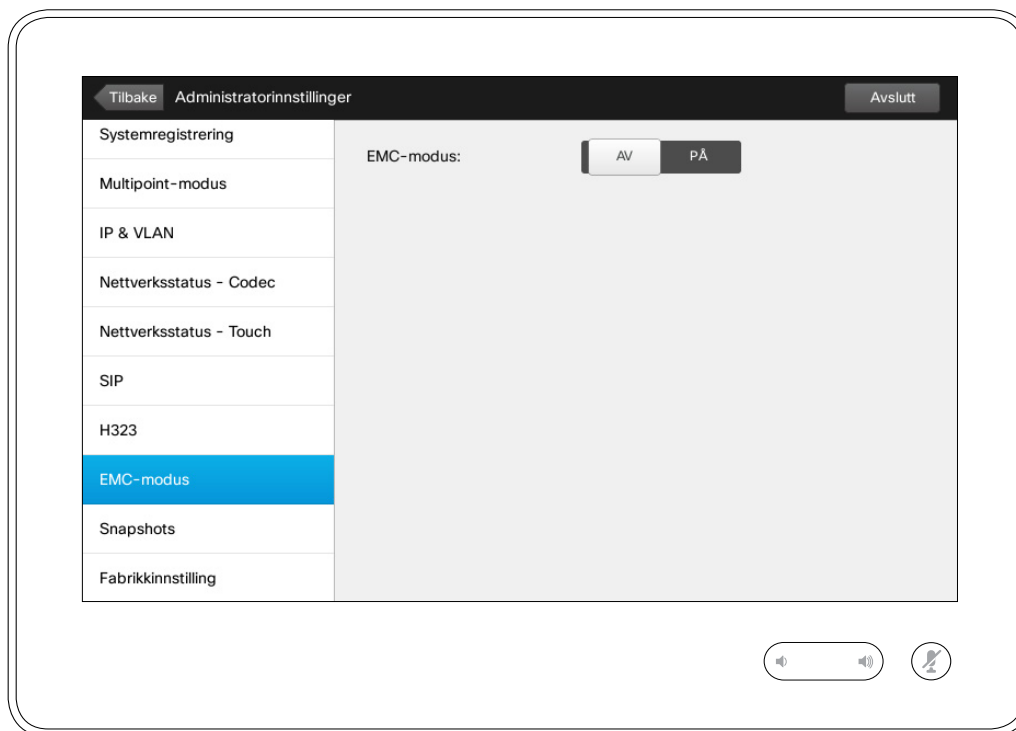 Tilbake Administratorinnstillinger Avslutt
Systemregistrering
EMC-modus: AV PÅ
Multipoint-modus
IP & VLAN
Nettverksstatus - Codec
Nettverksstatus - Touch
SIP
H323
EMC-modus
Snapshots
Fabrikkinnstilling